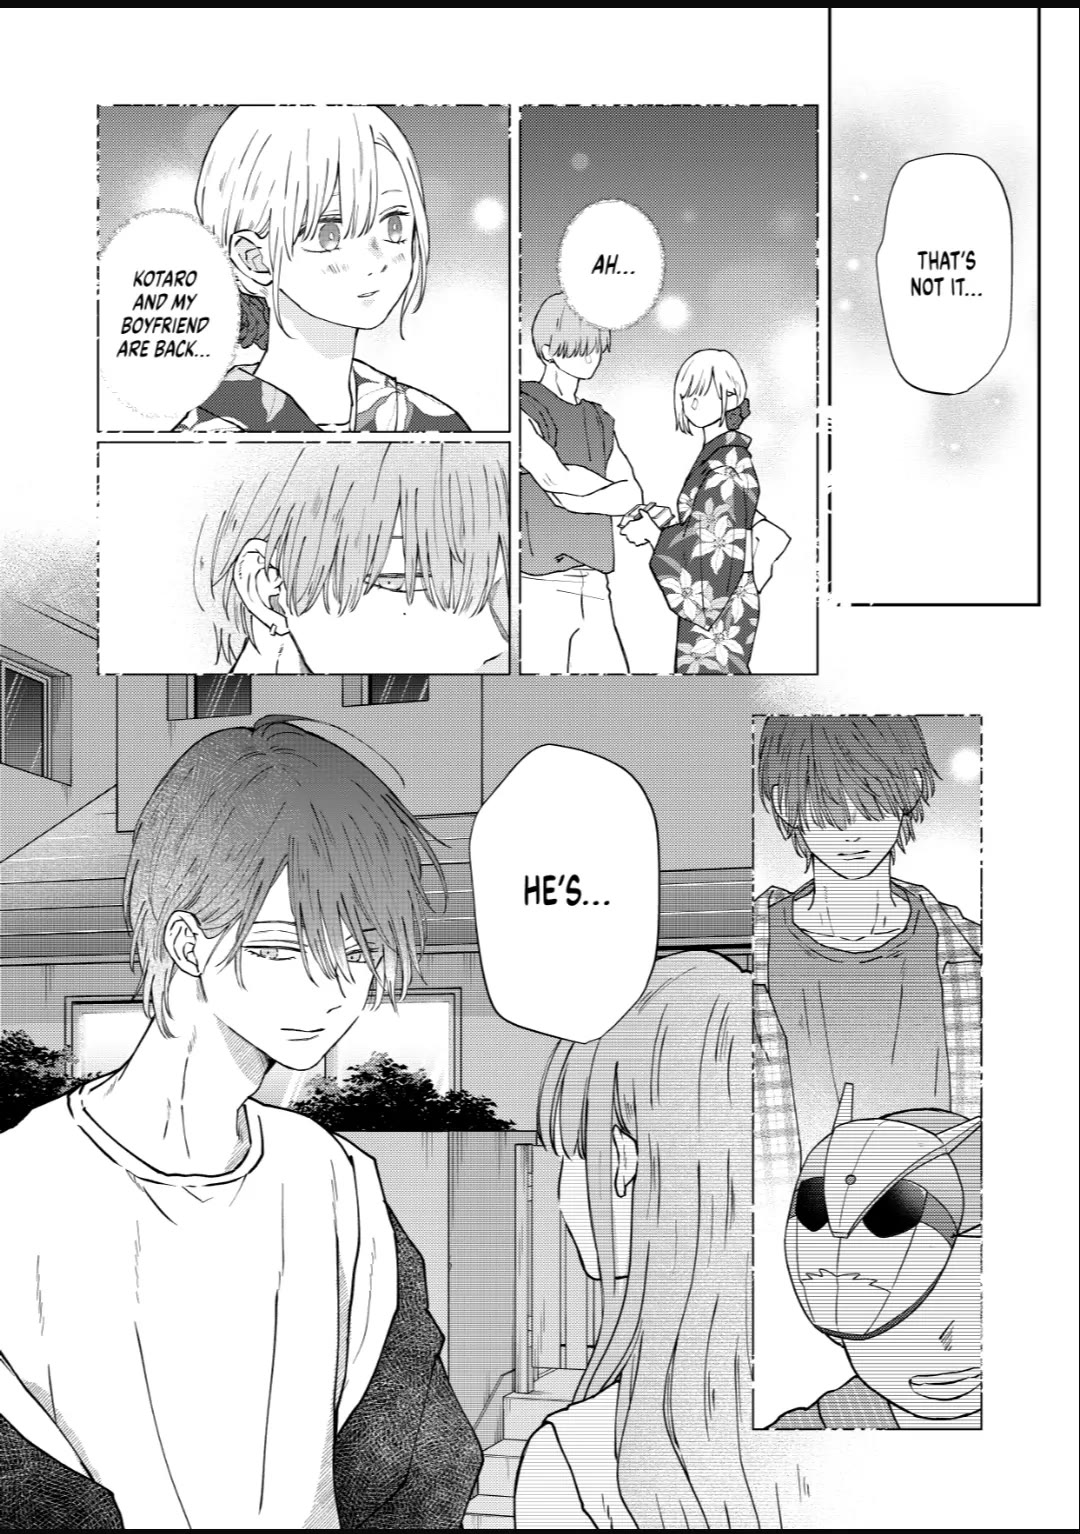 THAT'S
NOT IT...
AH...
KOTARO
AND MY
BOYFRIEND
ARE BACK...
HE'S...